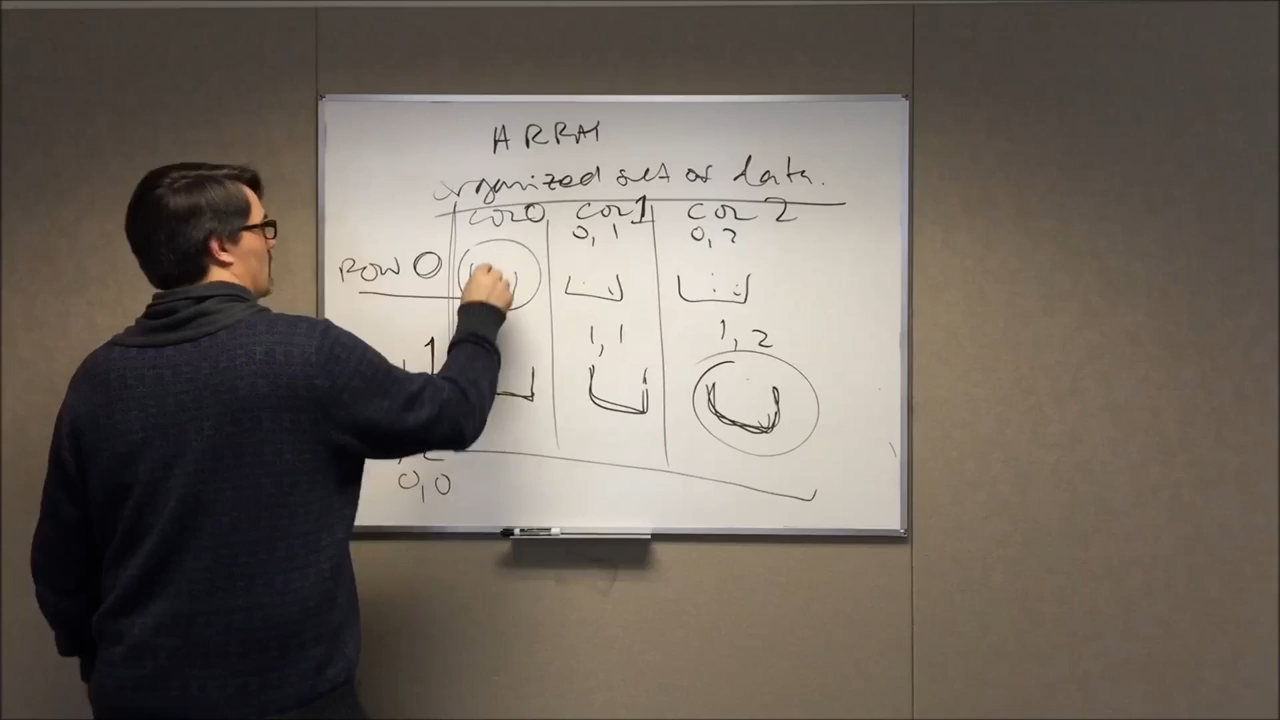 ARRAY
organized set of data.
COL 0 COL 1 COL 2
0,1 0,2
ROW 0
1,1 1,2
1
0,0